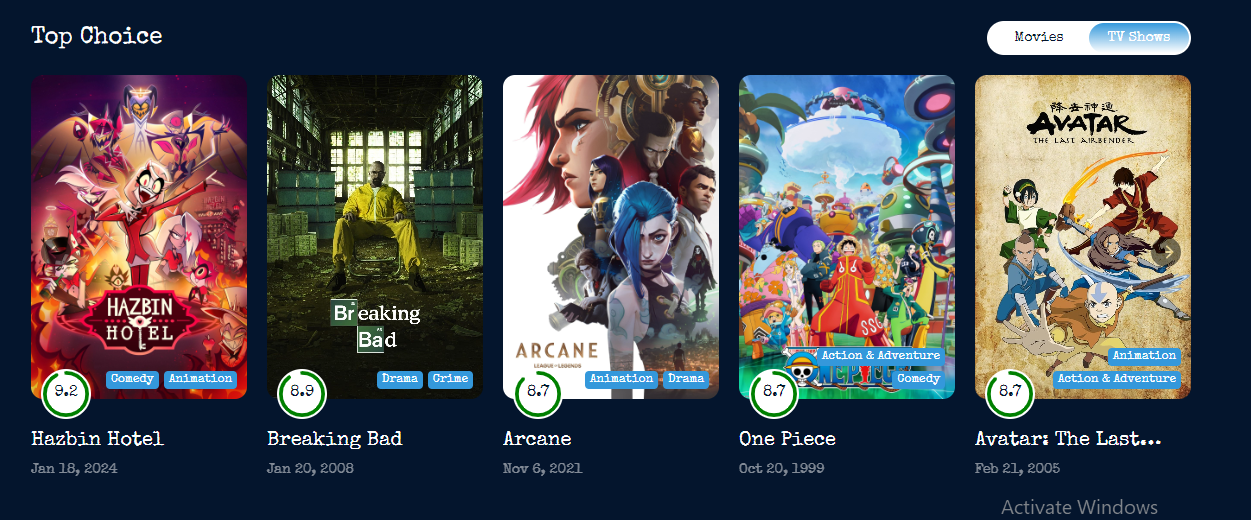 Top Choice
Movies
TV Shows
HAZBIN
HOTEL
9.2
Comedy
Animation
Hazbin Hotel
Jan 18, 2024
Breaking
Bad
8.9
Drama
Crime
Breaking Bad
Jan 20, 2008
ARCANE
LEAGUE OF LEGENDS
8.7
Animation
Drama
Arcane
Nov 6, 2021
SSG
ONE PIECE
Action & Adventure
Comedy
8.7
One Piece
Oct 20, 1999
降去神通
AVATAR
THE LAST AIRBENDER
Animation
Action & Adventure
8.7
Avatar: The Last...
Feb 21, 2005
Activate Windows